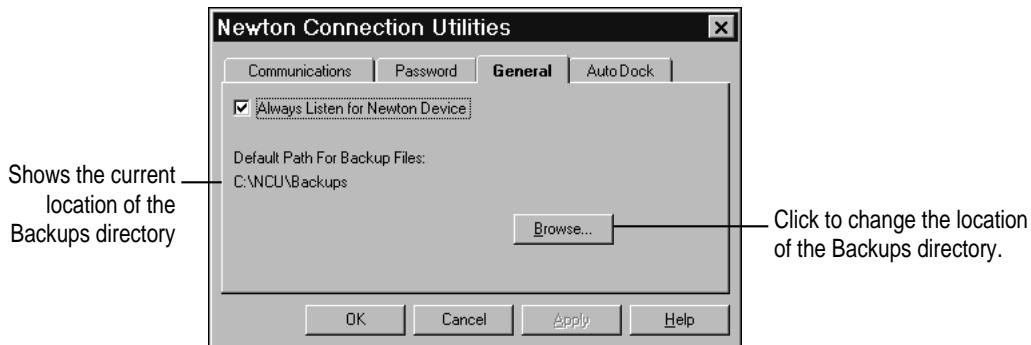 Newton Connection Utilities
Communications
Password
General
Auto Dock
Always Listen for Newton Device
Default Path For Backup Files:
C:\NCU\Backups
Browse...
OK
Cancel
Apply
Help
Shows the current
location of the
Backups directory
Click to change the location
of the Backups directory.